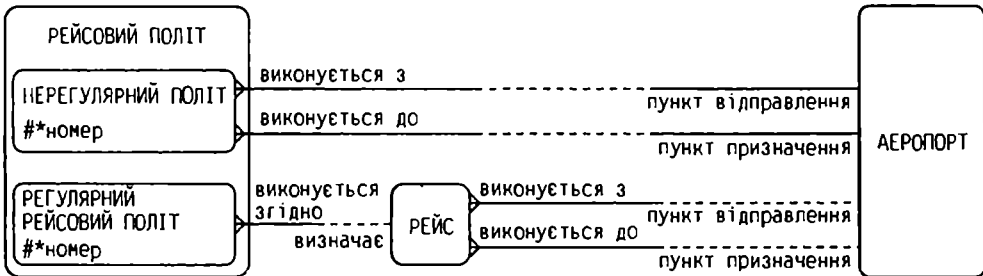 РЕЙСОВИЙ ПОЛІТ
НЕРЕГУЛЯРНИЙ ПОЛІТ
#*номер
виконується з
пункт відправлення
виконується до
пункт призначення
АЕРОПОРТ
РЕГУЛЯРНИЙ
РЕЙСОВИЙ ПОЛІТ
#*номер
виконується
згідно
визначає
РЕЙС
виконується з
пункт відправлення
виконується до
пункт призначення